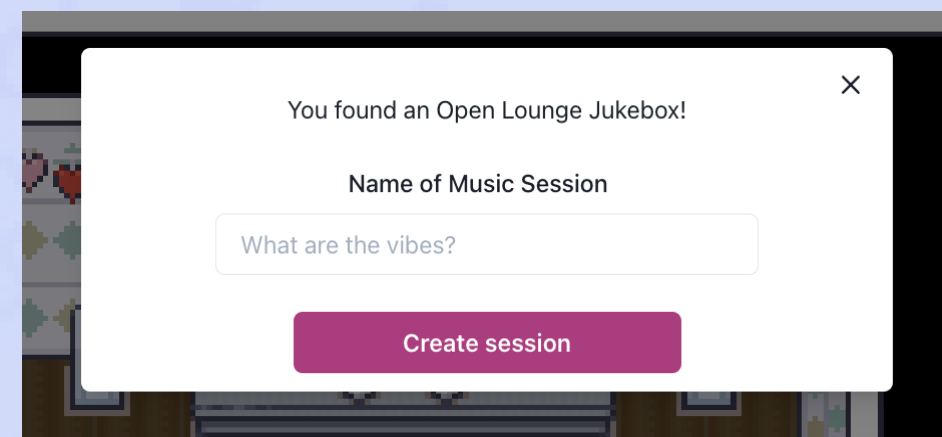 You found an Open Lounge Jukebox!
Name of Music Session
What are the vibes?
Create session